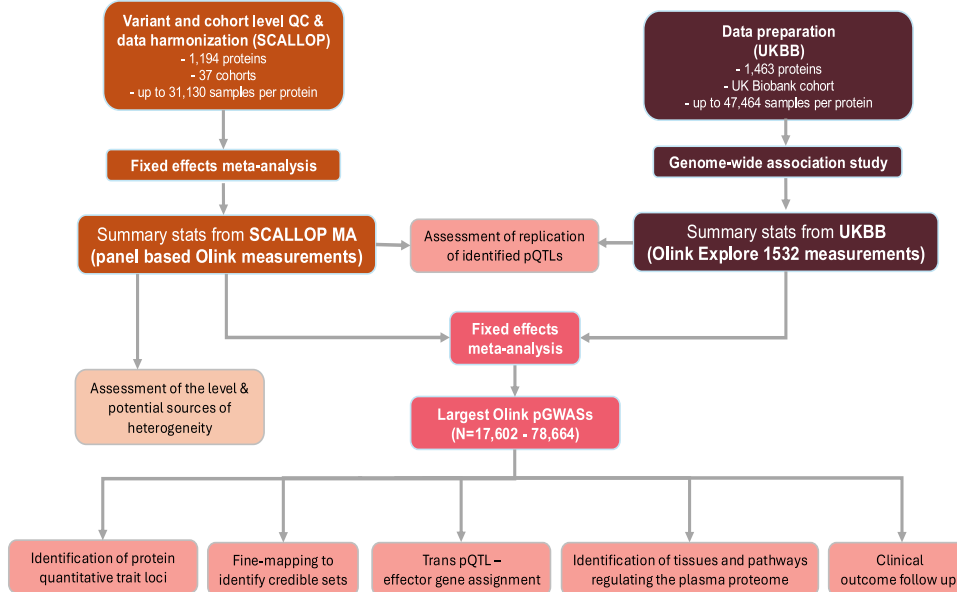 Variant and cohort level QC &
data harmonization (SCALLOP)
- 1,194 proteins
- 37 cohorts
- up to 31,130 samples per protein
Data preparation
(UKBB)
- 1,463 proteins
- UK Biobank cohort
- up to 47,464 samples per protein
Fixed effects meta-analysis
Genome-wide association study
Summary stats from SCALLOP MA
(panel based Olink measurements)
Assessment of replication
of identified pQTLs
Summary stats from UKBB
(Olink Explore 1532 measurements)
Fixed effects
meta-analysis
Assessment of the level &
potential sources of
heterogeneity
Largest Olink pGWASs
(N=17,602 - 78,664)
Identification of protein
quantitative trait loci
Fine-mapping to
identify credible sets
Trans pQTL –
effector gene assignment
Identification of tissues and pathways
regulating the plasma proteome
Clinical
outcome follow up